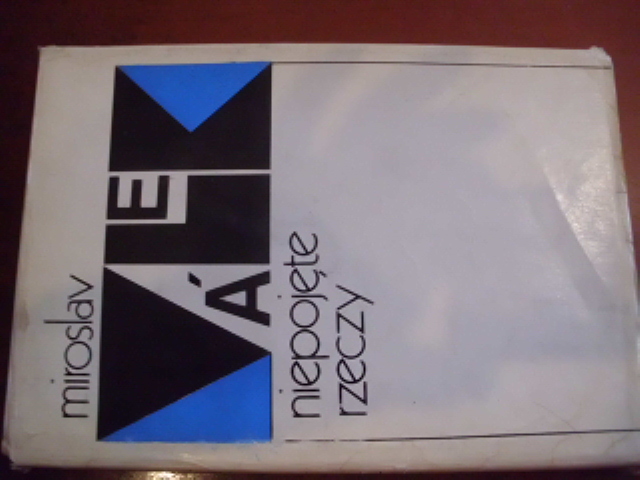 miroslav
VÁLEK
niepojęte
rzeczy